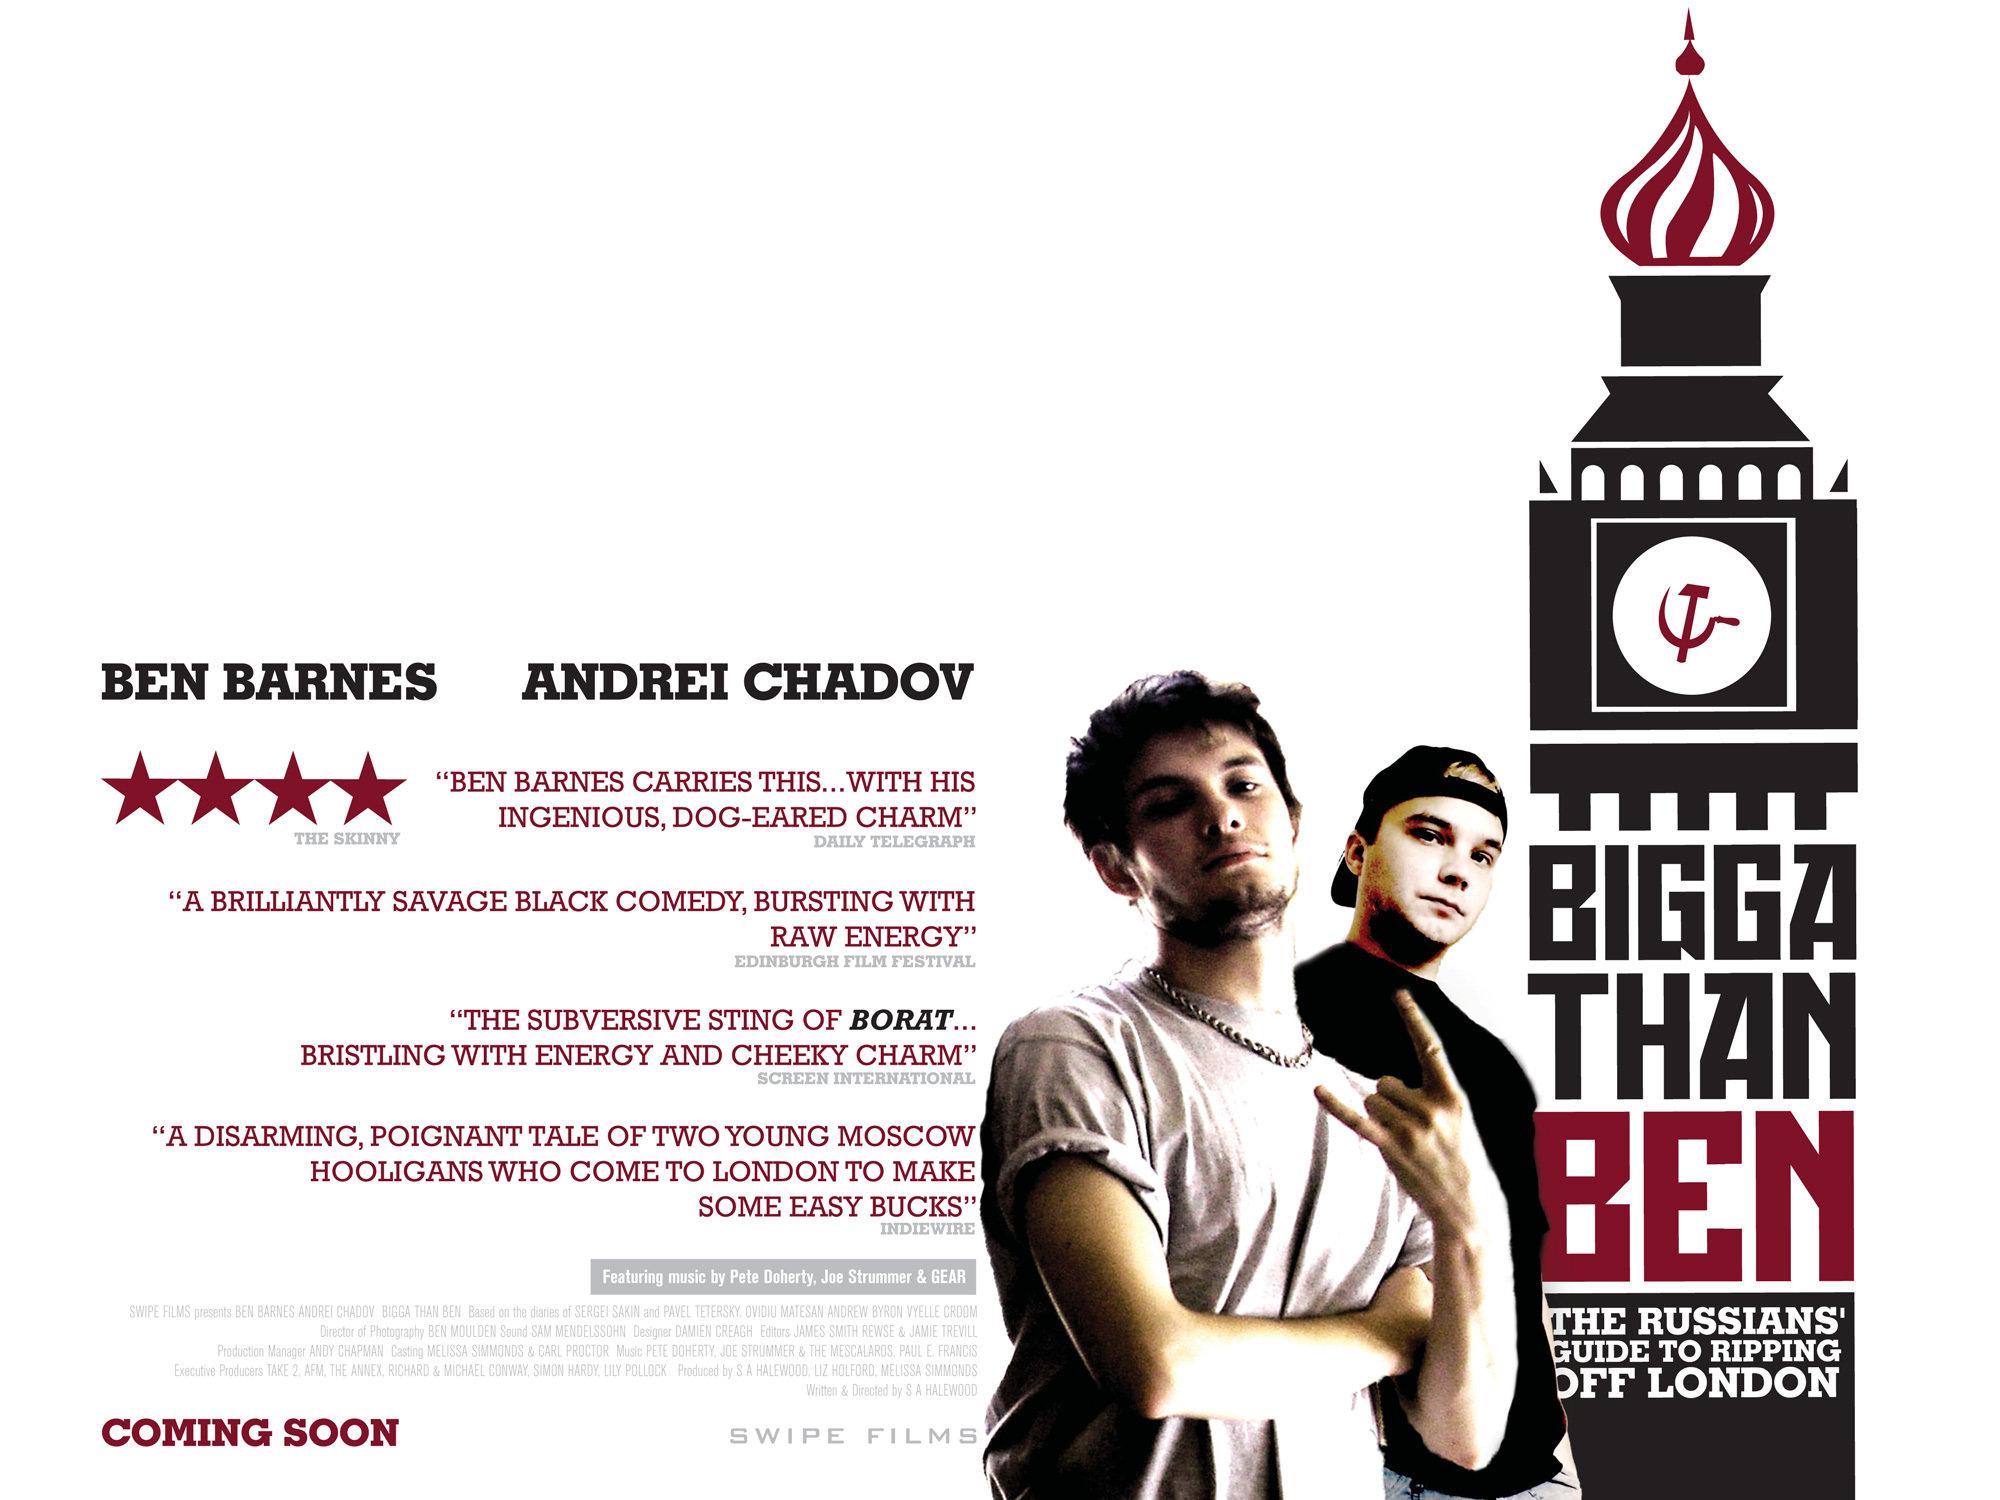 BEN BARNES ANDREI CHADOV
THE SKINNY
“BEN BARNES CARRIES THIS...WITH HIS
INGENIOUS, DOG-EARED CHARM”
DAILY TELEGRAPH
“A BRILLIANTLY SAVAGE BLACK COMEDY, BURSTING WITH
RAW ENERGY”
EDINBURGH FILM FESTIVAL
“THE SUBVERSIVE STING OF BORAT...
BRISTLING WITH ENERGY AND CHEEKY CHARM”
SCREEN INTERNATIONAL
“A DISARMING, POIGNANT TALE OF TWO YOUNG MOSCOW
HOOLIGANS WHO COME TO LONDON TO MAKE
SOME EASY BUCKS”
INDIEWIRE
Featuring music by Pete Doherty, Joe Strummer & GEAR
SWIPE FILMS presents BEN BARNES ANDREI CHADOV BIGGA THAN BEN Based on the diaries of SERGEI SAKIN and PAVEL TETERSKY. OVIDIU MATESAN ANDREW BYRON VYELLE CROOM
Director of Photography BEN MOULDEN Sound SAM MENDELSSOHN Designer DAMIEN CREAGH Editors JAMES SMITH REWSE & JAMIE TREVILL
Production Manager ANDY CHAPMAN Casting MELISSA SIMMONDS & CARL PROCTOR Music PETE DOHERTY, JOE STRUMMER & THE MESCALAROS, PAUL E. FRANCIS
Executive Producers TAKE 2, AFM, THE ANNEX, RICHARD & MICHAEL CONWAY, SIMON HARDY, LILY POLLOCK Produced by S A HALEWOOD, LIZ HOLFORD, MELISSA SIMMONDS
Written & Directed by S A HALEWOOD
COMING SOON
SWIPE FILMS
BIGGA
THAN
BEN
THE RUSSIANS'
GUIDE TO RIPPING
OFF LONDON